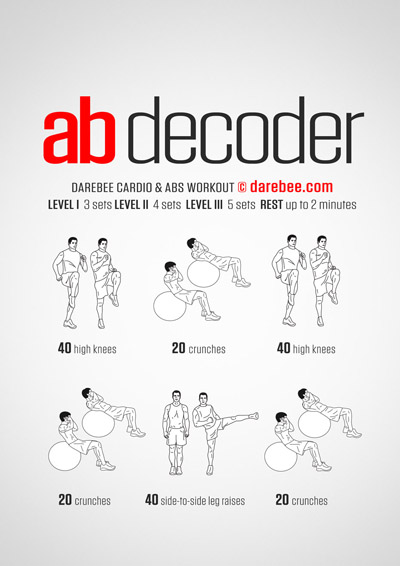 ab decoder
DAREBEE CARDIO & ABS WORKOUT © darebee.com
LEVEL I 3 sets LEVEL II 4 sets LEVEL III 5 sets REST up to 2 minutes
40 high knees
20 crunches
40 high knees
20 crunches
40 side-to-side leg raises
20 crunches